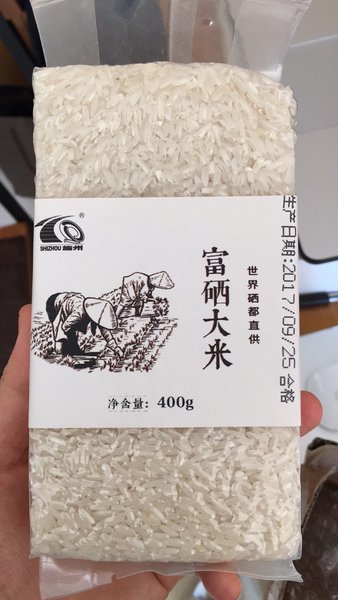 ®
SHIZHOU 施州
富硒大米
世界硒都直供
净含量：400g
生产日期:2017/09/25 合格